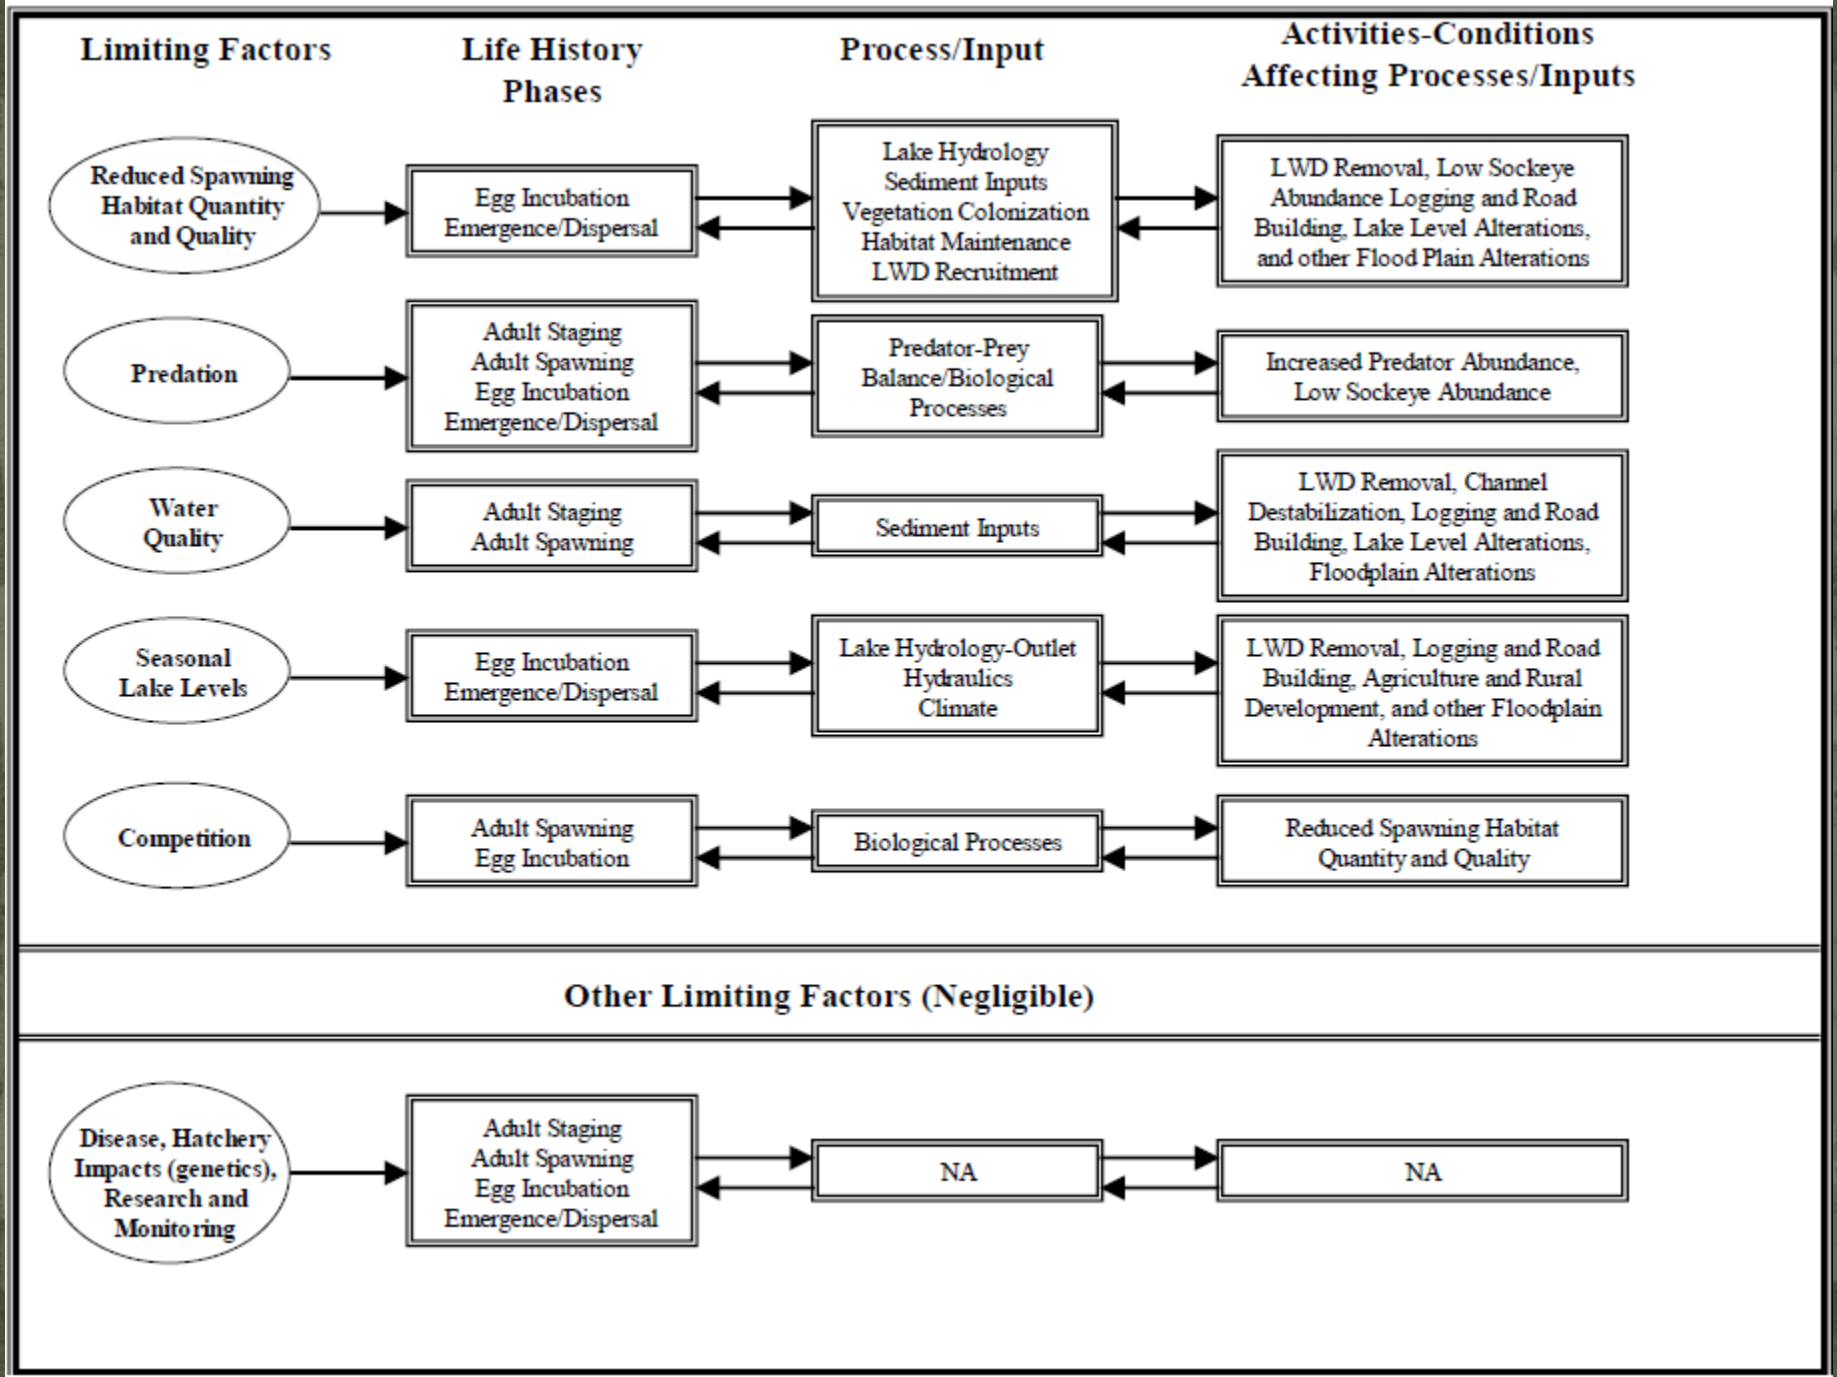 Limiting Factors
Life History
Phases
Process/Input
Activities-Conditions
Affecting Processes/Inputs
Reduced Spawning
Habitat Quantity
and Quality
Egg Incubation
Emergence/Dispersal
Lake Hydrology
Sediment Inputs
Vegetation Colonization
Habitat Maintenance
LWD Recruitment
LWD Removal, Low Sockeye
Abundance Logging and Road
Building, Lake Level Alterations,
and other Flood Plain Alterations
Predation
Adult Staging
Adult Spawning
Egg Incubation
Emergence/Dispersal
Predator-Prey
Balance/Biological
Processes
Increased Predator Abundance,
Low Sockeye Abundance
Water
Quality
Adult Staging
Adult Spawning
Sediment Inputs
LWD Removal, Channel
Destabilization, Logging and Road
Building, Lake Level Alterations,
Floodplain Alterations
Seasonal
Lake Levels
Egg Incubation
Emergence/Dispersal
Lake Hydrology-Outlet
Hydraulics
Climate
LWD Removal, Logging and Road
Building, Agriculture and Rural
Development, and other Floodplain
Alterations
Competition
Adult Spawning
Egg Incubation
Biological Processes
Reduced Spawning Habitat
Quantity and Quality
Other Limiting Factors (Negligible)
Disease, Hatchery
Impacts (genetics),
Research and
Monitoring
Adult Staging
Adult Spawning
Egg Incubation
Emergence/Dispersal
NA
NA